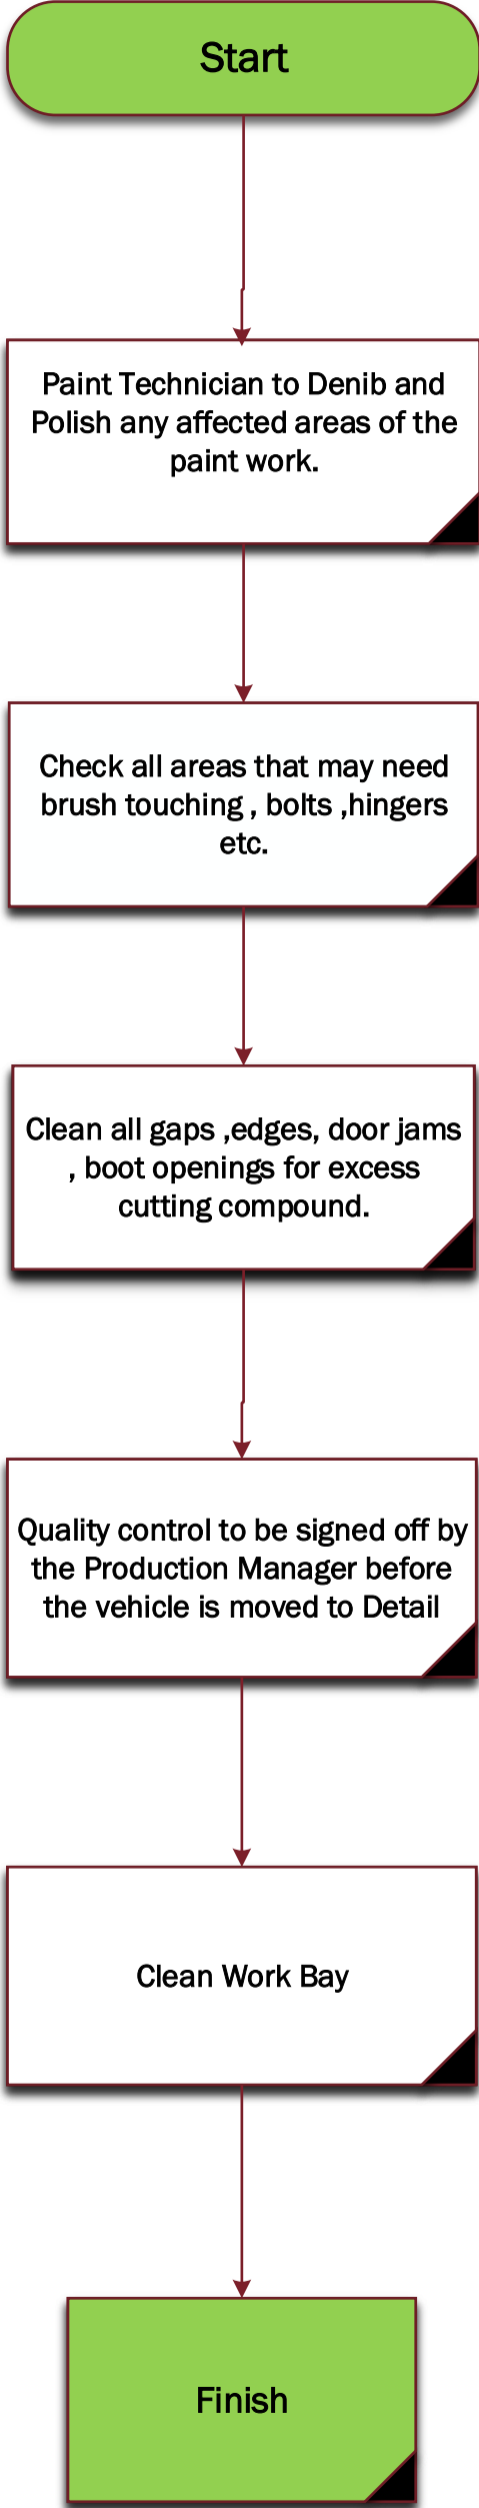 Start
Paint Technician to Denib and
Polish any affected areas of the
paint work.
Check all areas that may need
brush touching , bolts ,hingers
etc.
Clean all gaps ,edges, door jams
, boot openings for excess
cutting compound.
Quality control to be signed off by
the Production Manager before
the vehicle is moved to Detail
Clean Work Bay
Finish